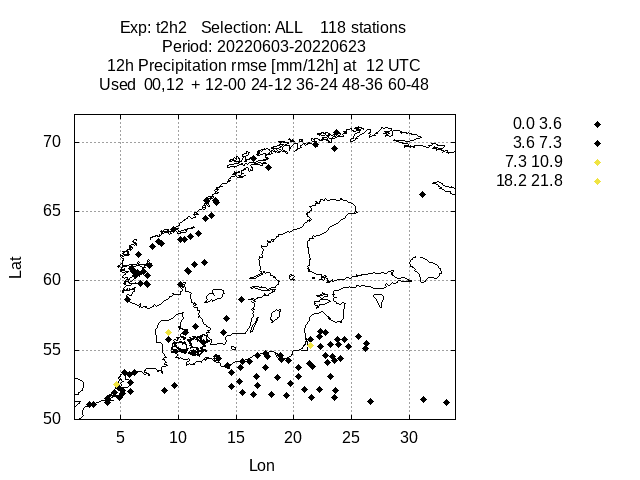 Exp: t2h2   Selection: ALL    118 stations
Period: 20220603-20220623
12h Precipitation rmse [mm/12h] at  12 UTC
Used  00,12  + 12-00 24-12 36-24 48-36 60-48
0.0 3.6
3.6 7.3
7.3 10.9
18.2 21.8
70
65
60
55
50
Lat
5 10 15 20 25 30
Lon